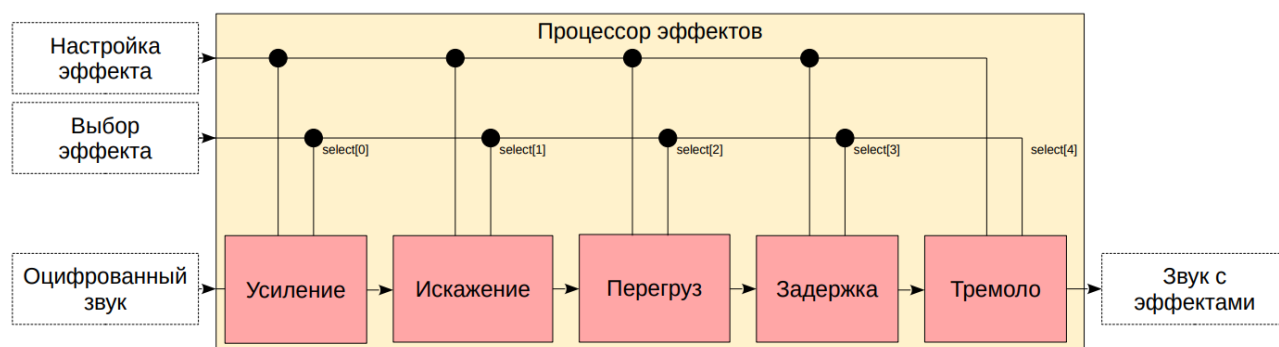 Процессор эффектов
Настройка
эффекта
Выбор
эффекта
select[0]
select[1]
select[2]
select[3]
select[4]
Оцифрованный
звук
Усиление
Искажение
Перегруз
Задержка
Тремоло
Звук с
эффектами